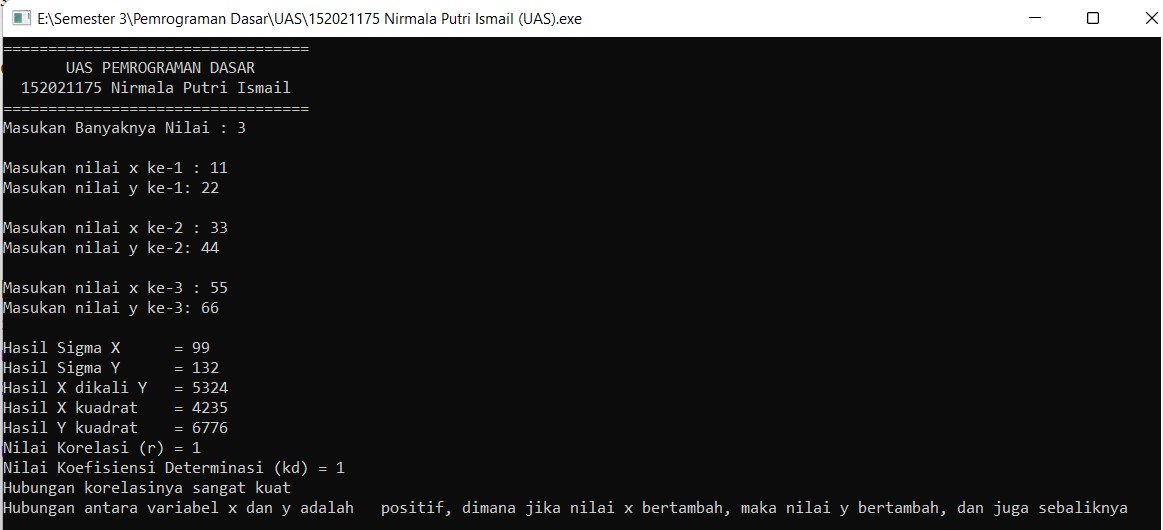 E:\Semester 3\Pemrograman Dasar\UAS\152021175 Nirmala Putri Ismail (UAS).exe
==================================
UAS PEMROGRAMAN DASAR
152021175 Nirmala Putri Ismail
==================================
Masukan Banyaknya Nilai : 3
Masukan nilai x ke-1 : 11
Masukan nilai y ke-1: 22
Masukan nilai x ke-2 : 33
Masukan nilai y ke-2: 44
Masukan nilai x ke-3 : 55
Masukan nilai y ke-3: 66
Hasil Sigma X      = 99
Hasil Sigma Y      = 132
Hasil X dikali Y   = 5324
Hasil X kuadrat    = 4235
Hasil Y kuadrat    = 6776
Nilai Korelasi (r) = 1
Nilai Koefisiensi Determinasi (kd) = 1
Hubungan korelasinya sangat kuat
Hubungan antara variabel x dan y adalah   positif, dimana jika nilai x bertambah, maka nilai y bertambah, dan juga sebaliknya